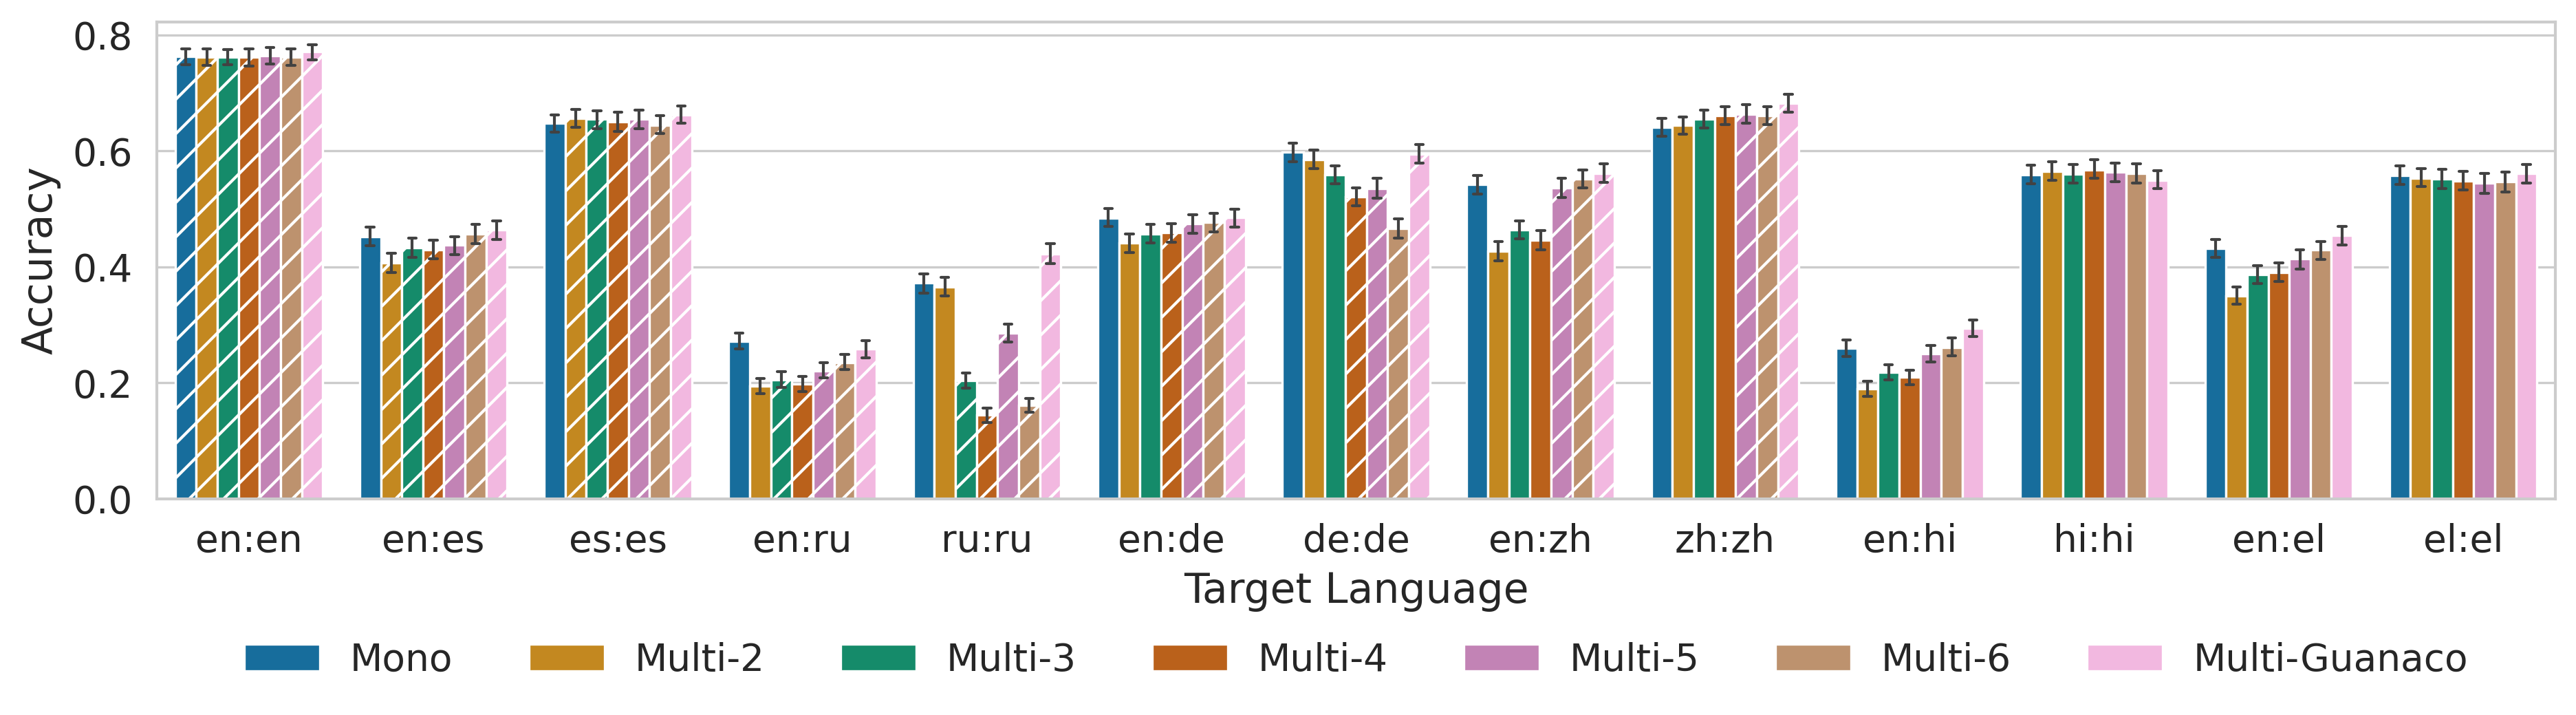 0.8
0.6
0.4
0.2
0.0
Accuracy
en:en en:es es:es en:ru ru:ru en:de de:de en:zh zh:zh en:hi hi:hi en:el el:el
Target Language
Mono Multi-2 Multi-3 Multi-4 Multi-5 Multi-6 Multi-Guanaco